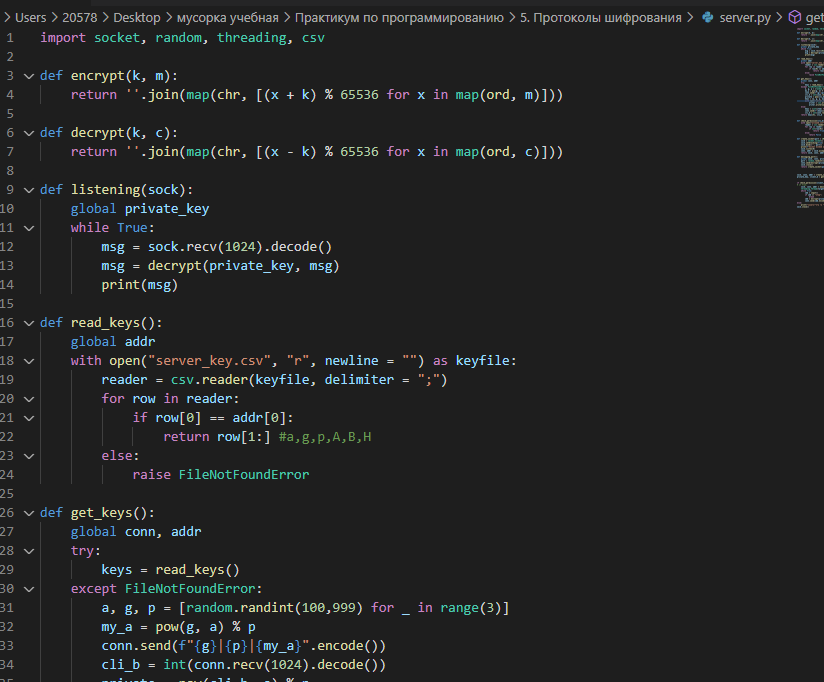 Users > 20578 > Desktop > мусорка учебная > Практикум по программированию > 5. Протоколы шифрования > server.py > get
1 import socket, random, threading, csv
2
3 def encrypt(k, m):
4     return ''.join(map(chr, [(x + k) % 65536 for x in map(ord, m)]))
5
6 def decrypt(k, c):
7     return ''.join(map(chr, [(x - k) % 65536 for x in map(ord, c)]))
8
9 def listening(sock):
10     global private_key
11     while True:
12         msg = sock.recv(1024).decode()
13         msg = decrypt(private_key, msg)
14         print(msg)
15
16 def read_keys():
17     global addr
18     with open("server_key.csv", "r", newline = "") as keyfile:
19         reader = csv.reader(keyfile, delimiter = ";")
20         for row in reader:
21             if row[0] == addr[0]:
22                 return row[1:] #a,g,p,A,B,H
23         else:
24             raise FileNotFoundError
25
26 def get_keys():
27     global conn, addr
28     try:
29         keys = read_keys()
30     except FileNotFoundError:
31         a, g, p = [random.randint(100,999) for _ in range(3)]
32         my_a = pow(g, a) % p
33         conn.send(f"{g}|{p}|{my_a}".encode())
34         cli_b = int(conn.recv(1024).decode())